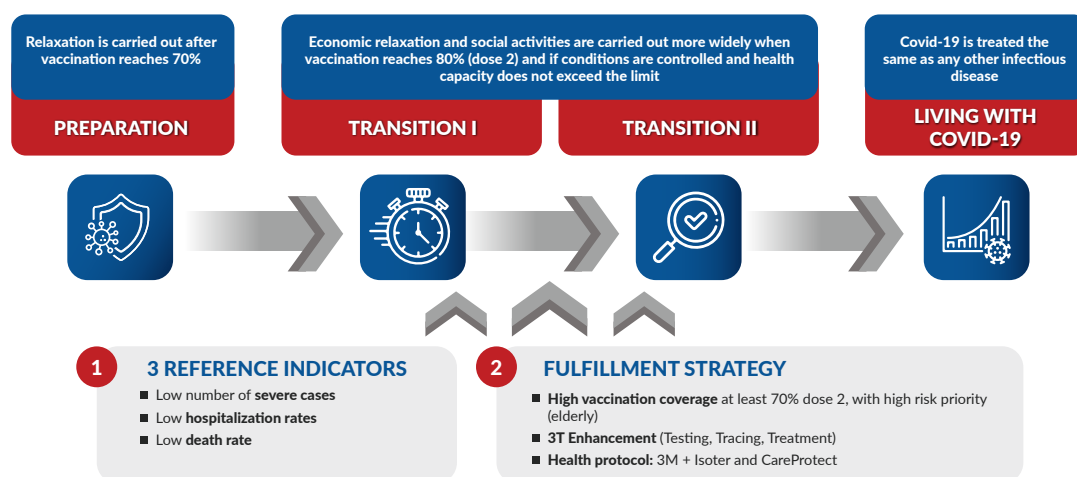 Relaxation is carried out after
vaccination reaches 70%
PREPARATION
Economic relaxation and social activities are carried out more widely when
vaccination reaches 80% (dose 2) and if conditions are controlled and health
capacity does not exceed the limit
TRANSITION I
TRANSITION II
Covid-19 is treated the
same as any other infectious
disease
LIVING WITH
COVID-19
1
3 REFERENCE INDICATORS
Low number of severe cases
Low hospitalization rates
Low death rate
2
FULFILLMENT STRATEGY
High vaccination coverage at least 70% dose 2, with high risk priority
(elderly)
3T Enhancement (Testing, Tracing, Treatment)
Health protocol: 3M + Isoter and CareProtect